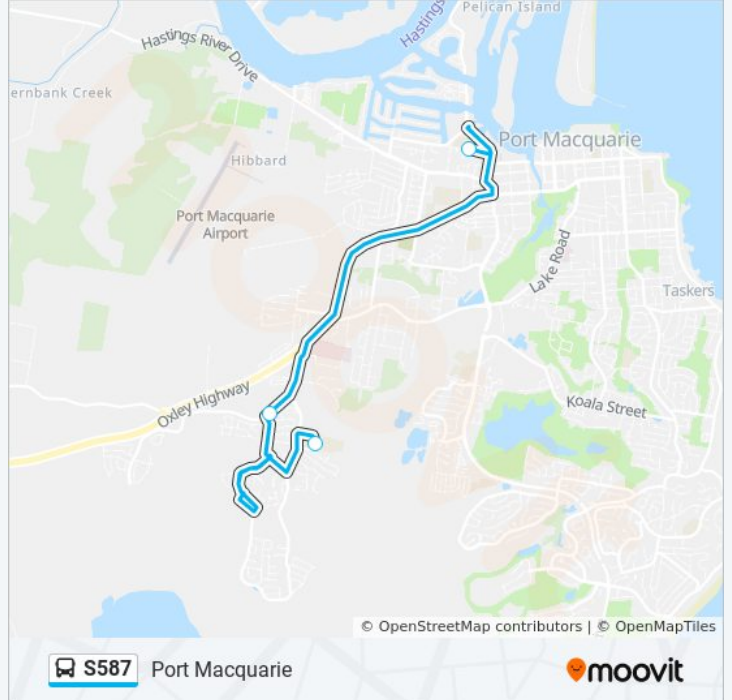 Pelican Island
Hastings
Hastings River Drive
ernbank Creek
Port Macquarie
Hibbard
Port Macquarie
Airport
Lake Road
Taskers
Oxley Highway
Koala Street
© OpenStreetMap contributors | © OpenMapTiles
S587 Port Macquarie
moovit